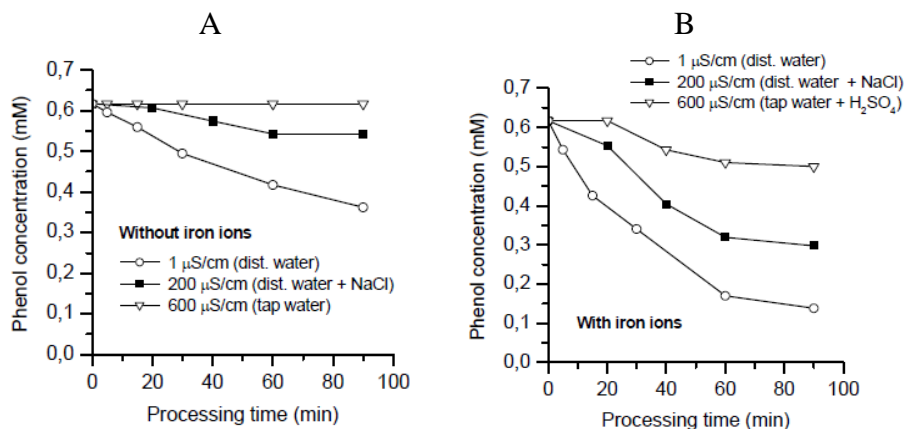 A
Phenol concentration (mM)
0,7
0,6
0,5
0,4
0,3
0,2
0,1
0,0
Without iron ions
1 µS/cm (dist. water)
200 µS/cm (dist. water + NaCl)
600 µS/cm (tap water)
0 20 40 60 80 100
Processing time (min)
B
1 µS/cm (dist. water)
200 µS/cm (dist. water + NaCl)
600 µS/cm (tap water + H₂SO₄)
Phenol concentration (mM)
0,7
0,6
0,5
0,4
0,3
0,2
0,1
0,0
With iron ions
0 20 40 60 80 100
Processing time (min)